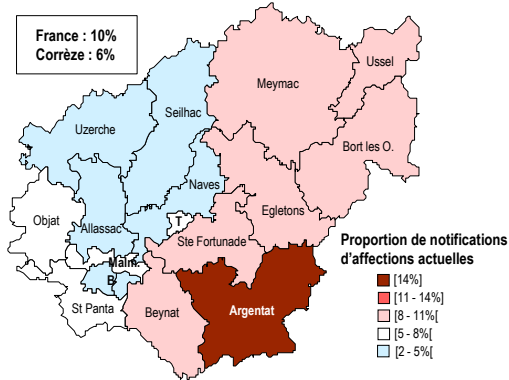 France : 10%
Corrèze : 6%
Ussel
Meymac
Seilhac
Uzerche
Bort les O.
Naves
Egletons
Objat
Allassac
T.
Ste Fortunade
Malm.
B.
St Panta
Beynat
Argentat
Proportion de notifications
d'affections actuelles
[14%]
[11 - 14%]
[8 - 11%[
[5 - 8%[
[2 - 5%[